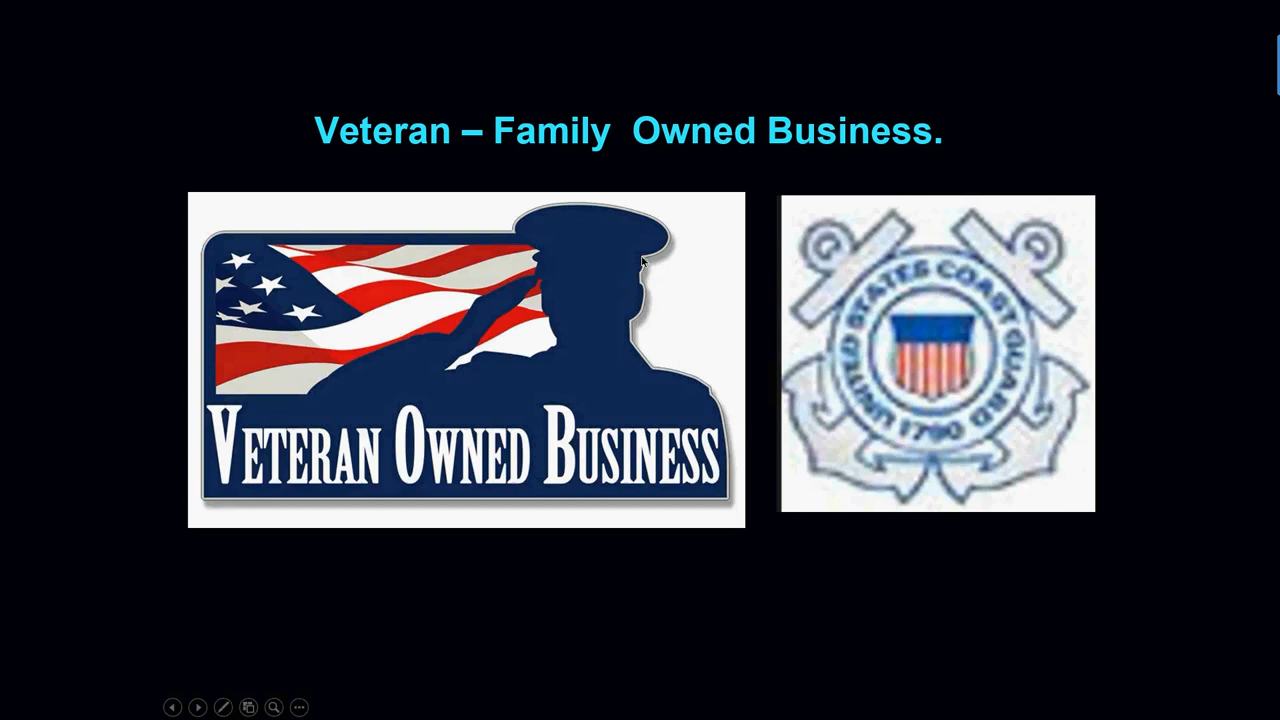 Veteran – Family  Owned Business.
VETERAN OWNED BUSINESS
UNITED STATES COAST GUARD
1790